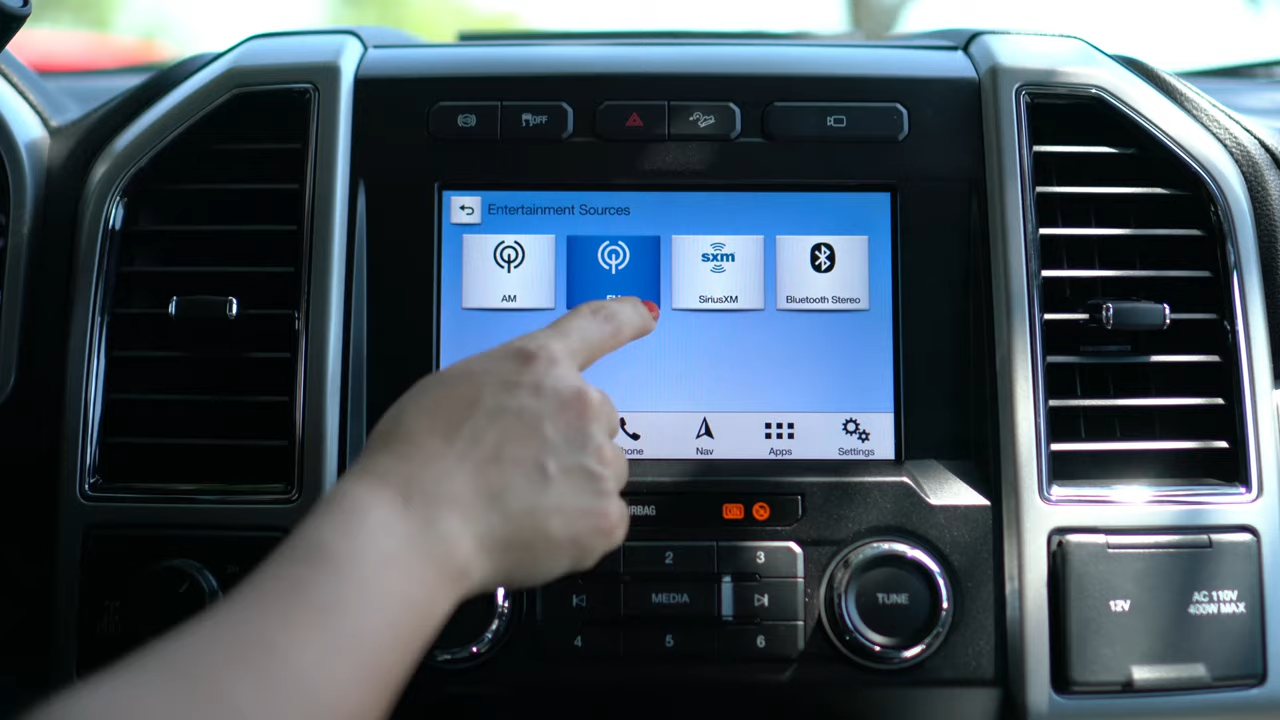 OFF
Entertainment Sources
AM
sxm
SiriusXM
Bluetooth Stereo
Nav
Apps
Settings
ON
2
3
MEDIA
4
5
6
TUNE
12V
AC 110V
400W MAX